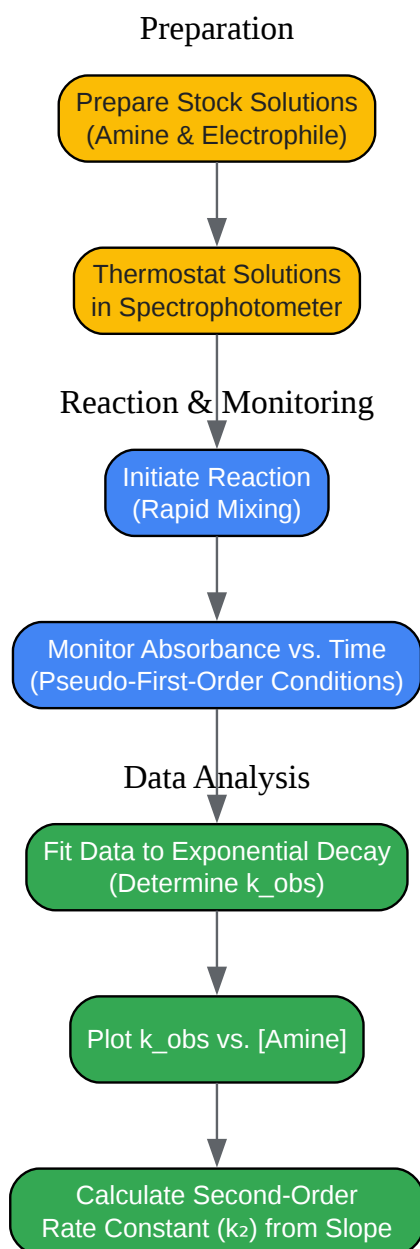 Preparation
Prepare Stock Solutions
(Amine & Electrophile)
Thermostat Solutions
in Spectrophotometer
Reaction & Monitoring
Initiate Reaction
(Rapid Mixing)
Monitor Absorbance vs. Time
(Pseudo-First-Order Conditions)
Data Analysis
Fit Data to Exponential Decay
(Determine k_obs)
Plot k_obs vs. [Amine]
Calculate Second-Order
Rate Constant (k₂) from Slope